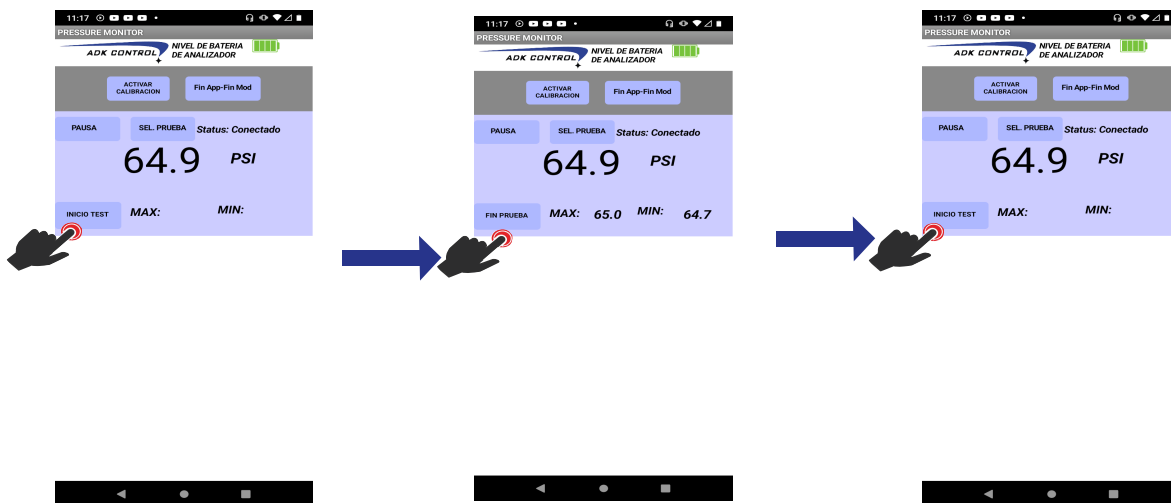 11:17
PRESSURE MONITOR
ADK CONTROL
NIVEL DE BATERIA
DE ANALIZADOR
ACTIVAR
CALIBRACION
Fin App-Fin Mod
PAUSA
SEL. PRUEBA
Status: Conectado
64.9 PSI
INICIO TEST
MAX:
MIN:
11:17
PRESSURE MONITOR
ADK CONTROL
NIVEL DE BATERIA
DE ANALIZADOR
ACTIVAR
CALIBRACION
Fin App-Fin Mod
PAUSA
SEL. PRUEBA
Status: Conectado
64.9 PSI
FIN PRUEBA
MAX: 65.0
MIN: 64.7
11:17
PRESSURE MONITOR
ADK CONTROL
NIVEL DE BATERIA
DE ANALIZADOR
ACTIVAR
CALIBRACION
Fin App-Fin Mod
PAUSA
SEL. PRUEBA
Status: Conectado
64.9 PSI
INICIO TEST
MAX:
MIN: